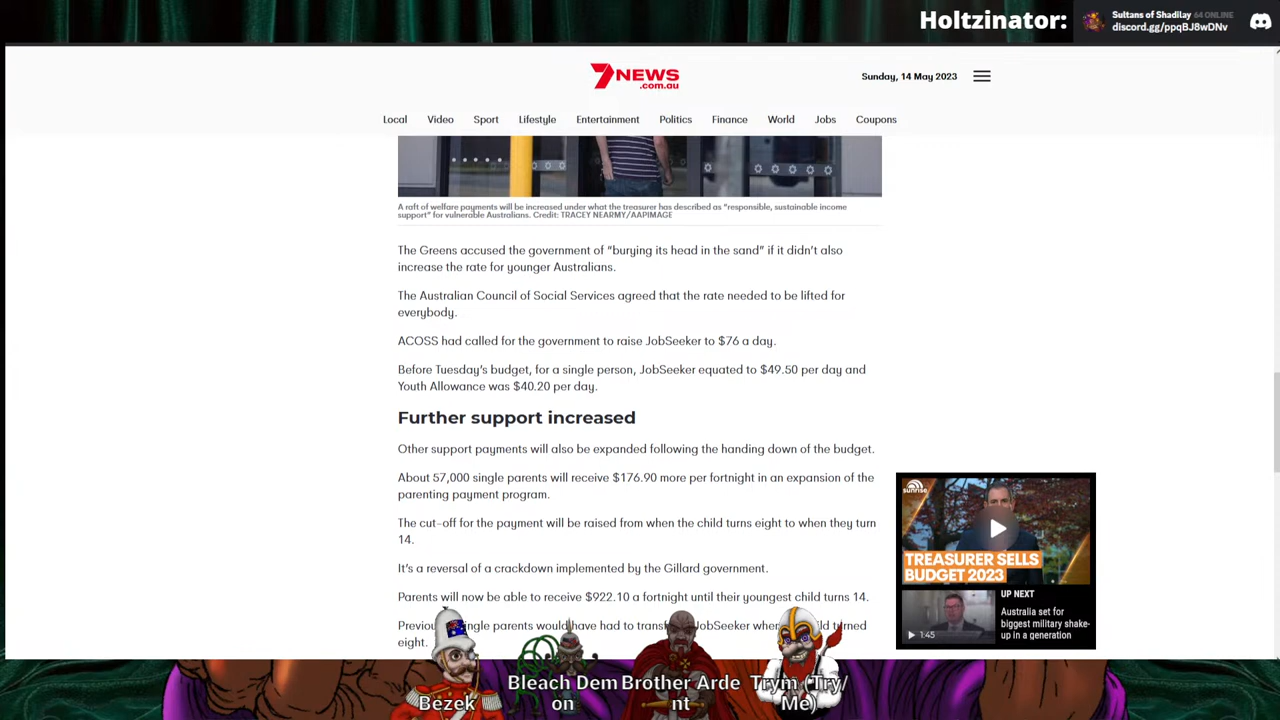 Holtzinator:
Sultans of Shadilay 64 ONLINE
discord.gg/ppqBJ8wDNv
7NEWS
.com.au
Sunday, 14 May 2023
Local Video Sport Lifestyle Entertainment Politics Finance World Jobs Coupons
A raft of welfare payments will be increased under what the treasurer has described as “responsible, sustainable income
support” for vulnerable Australians. Credit: TRACEY NEARMY/AAPIMAGE
The Greens accused the government of “burying its head in the sand” if it didn’t also
increase the rate for younger Australians.
The Australian Council of Social Services agreed that the rate needed to be lifted for
everybody.
ACOSS had called for the government to raise JobSeeker to $76 a day.
Before Tuesday’s budget, for a single person, JobSeeker equated to $49.50 per day and
Youth Allowance was $40.20 per day.
Further support increased
Other support payments will also be expanded following the handing down of the budget.
About 57,000 single parents will receive $176.90 more per fortnight in an expansion of the
parenting payment program.
The cut-off for the payment will be raised from when the child turns eight to when they turn
14.
It’s a reversal of a crackdown implemented by the Gillard government.
Parents will now be able to receive $922.10 a fortnight until their youngest child turns 14.
parents would have had to JobSeeker turned
eight.
sunrise
TREASURER SELLS
BUDGET 2023
UP NEXT
Australia set for
biggest military shake-
up in a generation
1:45
Bezek
Bleach Dem
on
Brother Arde
nt
Trym (Try/
Me)